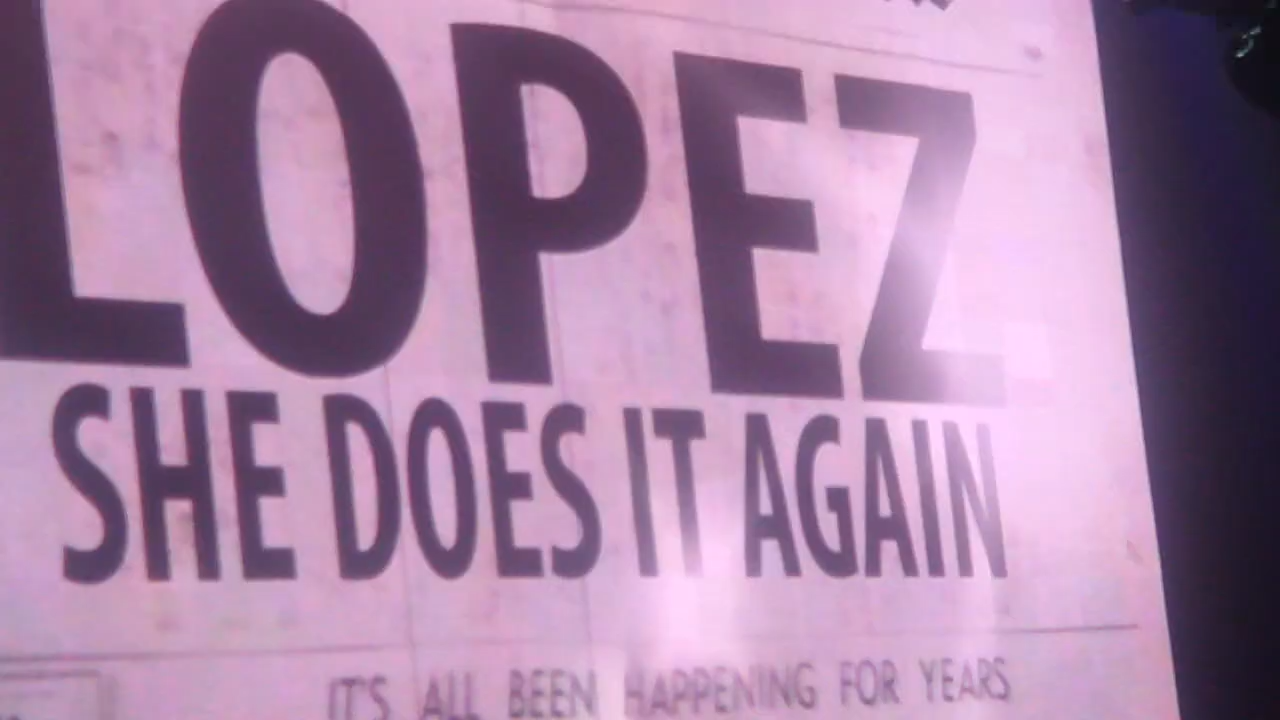 LOPEZ
SHE DOES IT AGAIN
IT'S ALL BEEN HAPPENING FOR YEARS